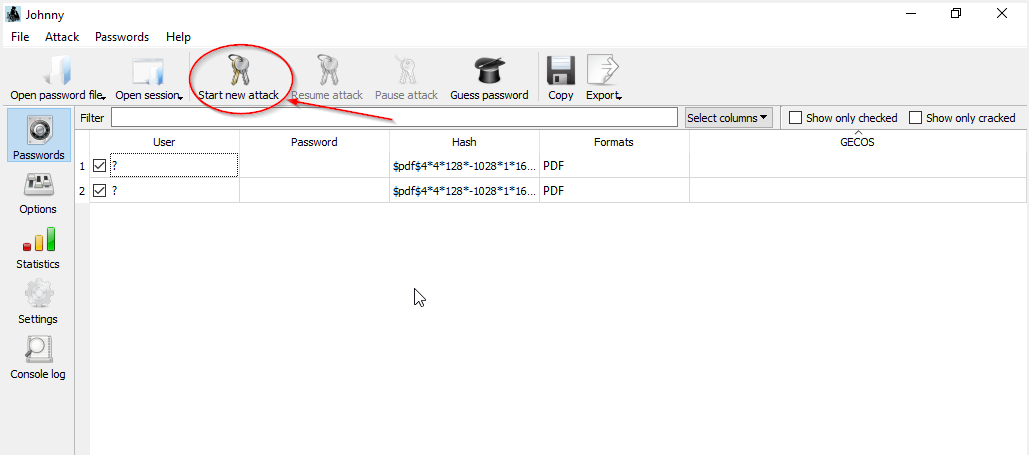 Johnny
File Attack Passwords Help
Open password file Open session Start new attack Resume attack Pause attack Guess password Copy Export
Filter Select columns Show only checked Show only cracked
Passwords
Options
Statistics
Settings
Console log
User Password Hash Formats GECOS
1 ? $pdf$4*4*128*-1028*1*16... PDF
2 ? $pdf$4*4*128*-1028*1*16... PDF